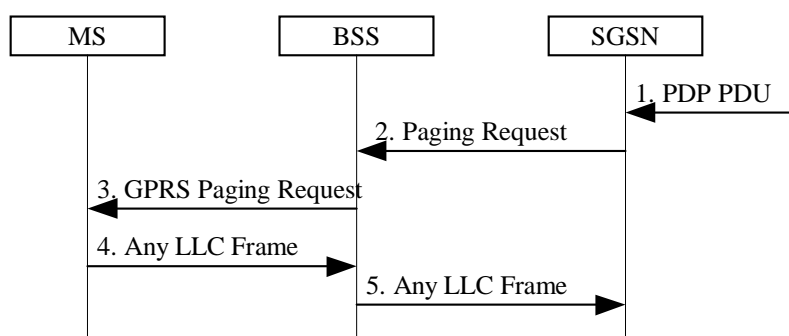 MS
BSS
SGSN
1. PDP PDU
2. Paging Request
3. GPRS Paging Request
4. Any LLC Frame
5. Any LLC Frame